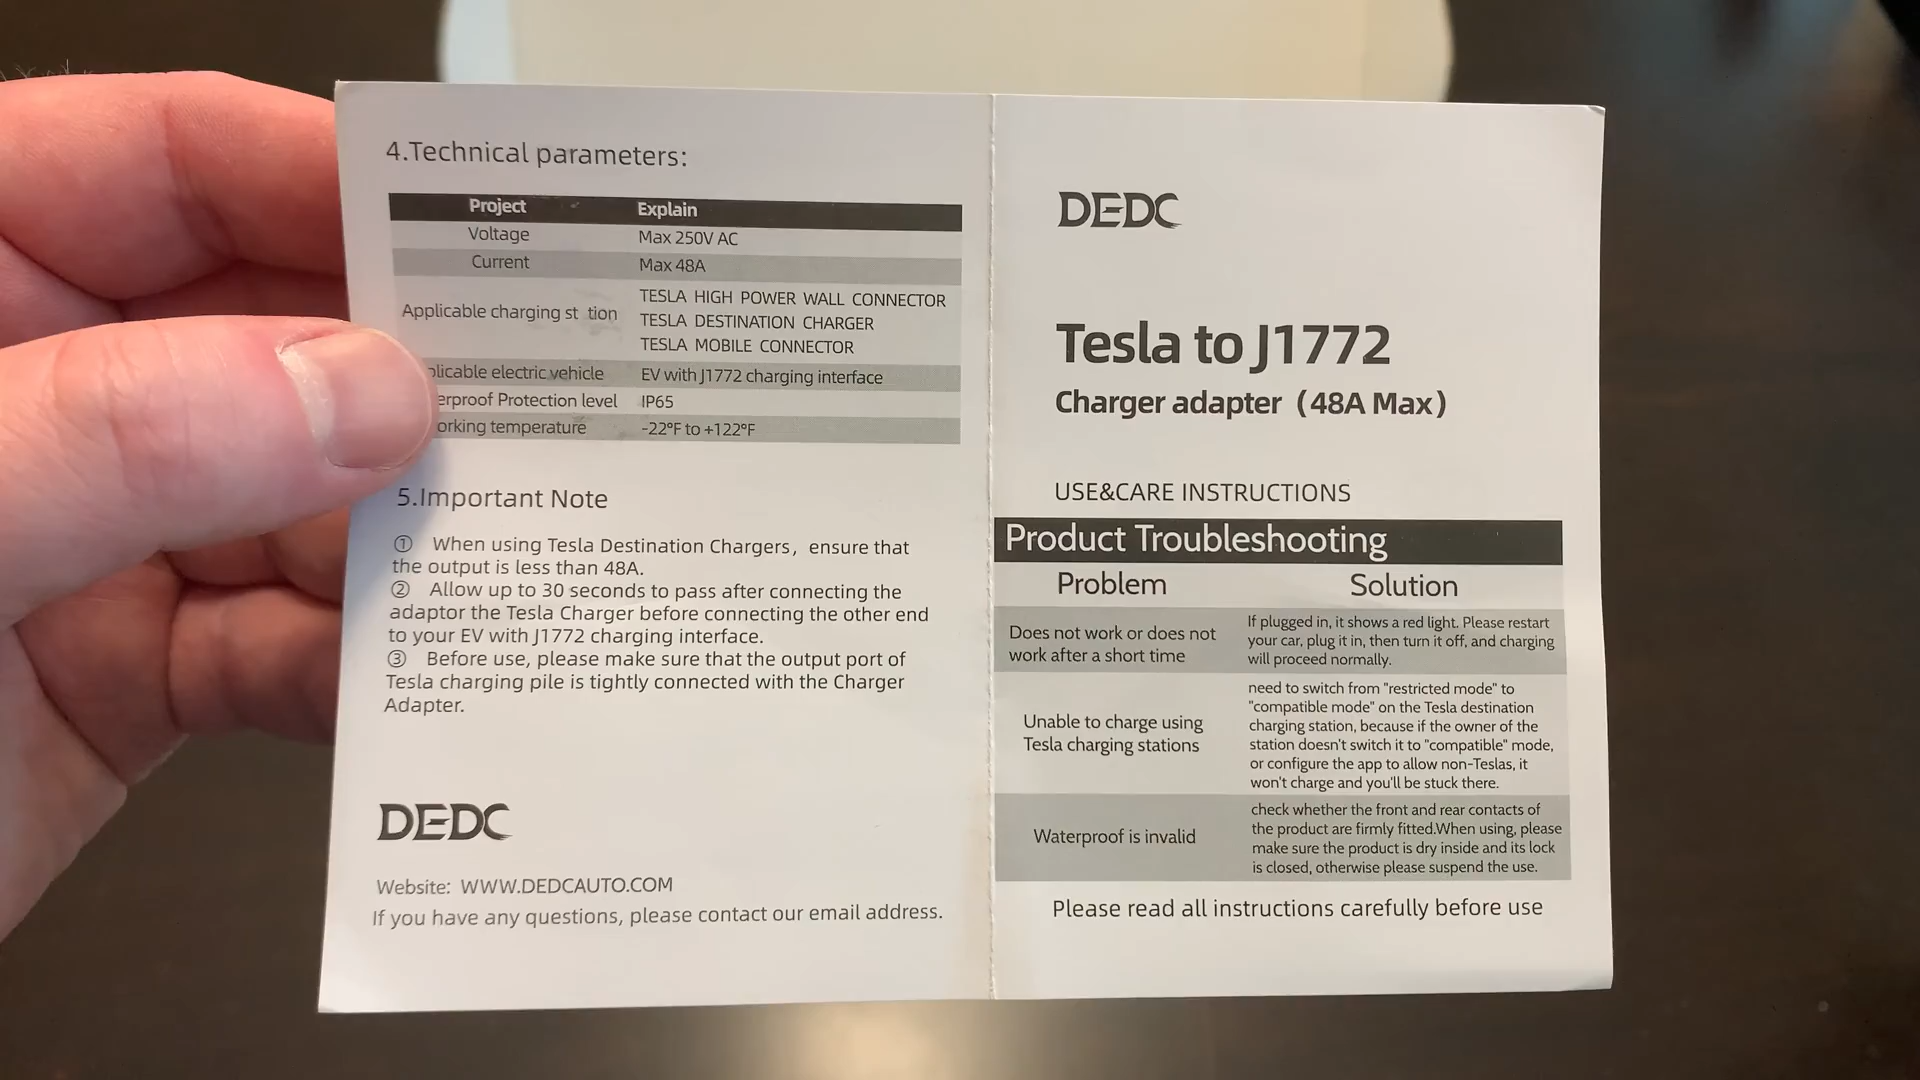 4.Technical parameters:
Project Explain
Voltage Max 250V AC
Current Max 48A
Applicable charging st tion TESLA HIGH POWER WALL CONNECTOR
TESLA DESTINATION CHARGER
TESLA MOBILE CONNECTOR
plicable electric vehicle EV with J1772 charging interface
erproof Protection level IP65
orking temperature -22°F to +122°F
5.Important Note
① When using Tesla Destination Chargers, ensure that
the output is less than 48A.
② Allow up to 30 seconds to pass after connecting the
adaptor the Tesla Charger before connecting the other end
to your EV with J1772 charging interface.
③ Before use, please make sure that the output port of
Tesla charging pile is tightly connected with the Charger
Adapter.
DEDC
Website: WWW.DEDCAUTO.COM
If you have any questions, please contact our email address.
DEDC
Tesla to J1772
Charger adapter (48A Max)
USE&CARE INSTRUCTIONS
Product Troubleshooting
Problem Solution
Does not work or does not
work after a short time
If plugged in, it shows a red light. Please restart
your car, plug it in, then turn it off, and charging
will proceed normally.
Unable to charge using
Tesla charging stations
need to switch from "restricted mode" to
"compatible mode" on the Tesla destination
charging station, because if the owner of the
station doesn't switch it to "compatible" mode,
or configure the app to allow non-Teslas, it
won't charge and you'll be stuck there.
Waterproof is invalid
check whether the front and rear contacts of
the product are firmly fitted.When using, please
make sure the product is dry inside and its lock
is closed, otherwise please suspend the use.
Please read all instructions carefully before use